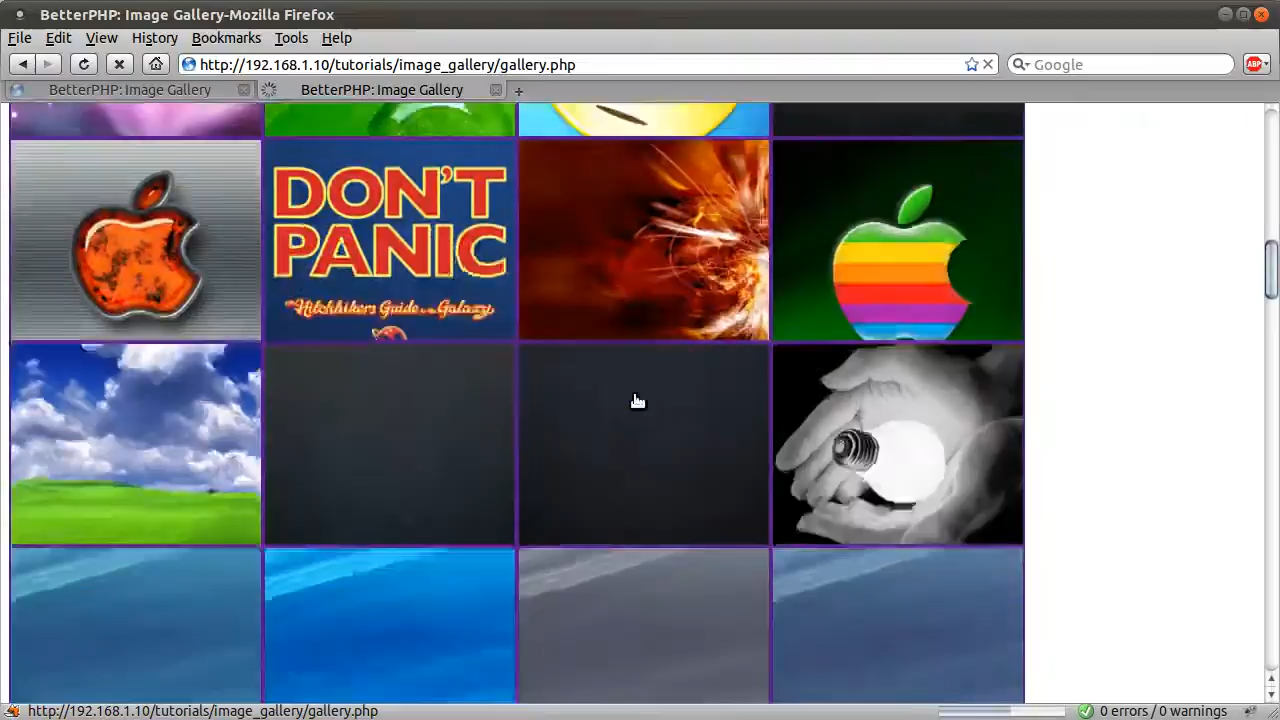 BetterPHP: Image Gallery-Mozilla Firefox
File Edit View History Bookmarks Tools Help
http://192.168.1.10/tutorials/image_gallery/gallery.php
Google
ABP
BetterPHP: Image Gallery
BetterPHP: Image Gallery
DON'T
PANIC
Hitchhikers Guide to the Galaxy
http://192.168.1.10/tutorials/image_gallery/gallery.php
0 errors / 0 warnings